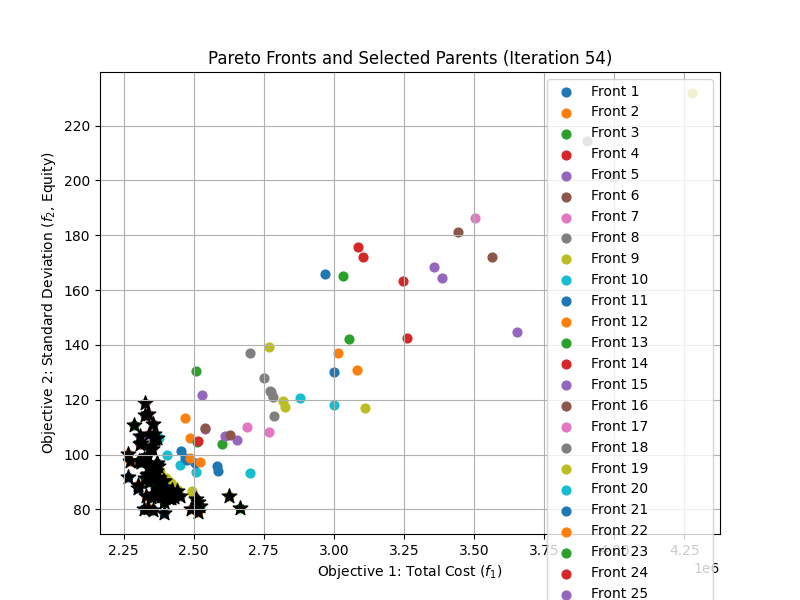 Pareto Fronts and Selected Parents (Iteration 54)
Objective 2: Standard Deviation (f₂, Equity)
220
200
180
160
140
120
100
80
2.25 2.50 2.75 3.00 3.25 3.50 3.75 4.00 4.25
1e6
Objective 1: Total Cost (f₁)
Front 1
Front 2
Front 3
Front 4
Front 5
Front 6
Front 7
Front 8
Front 9
Front 10
Front 11
Front 12
Front 13
Front 14
Front 15
Front 16
Front 17
Front 18
Front 19
Front 20
Front 21
Front 22
Front 23
Front 24
Front 25